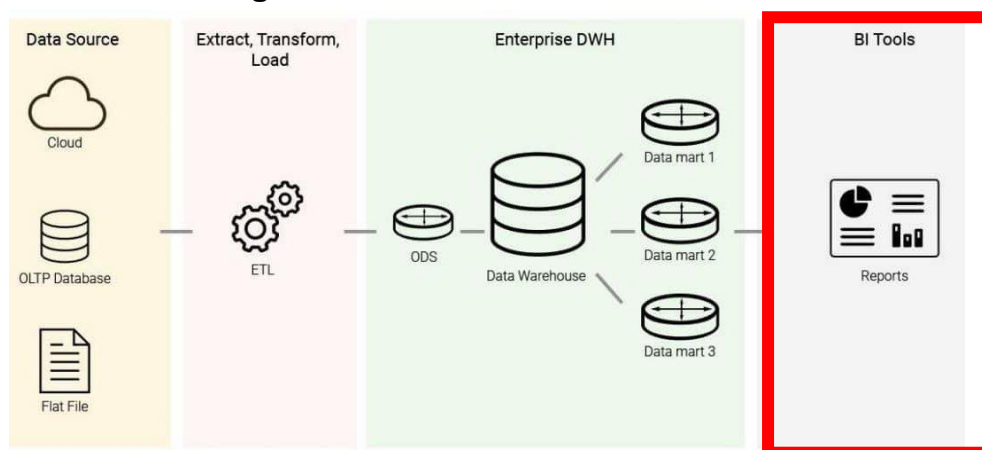 Data Source
Cloud
OLTP Database
Flat File
Extract, Transform,
Load
ETL
Enterprise DWH
ODS
Data Warehouse
Data mart 1
Data mart 2
Data mart 3
BI Tools
Reports